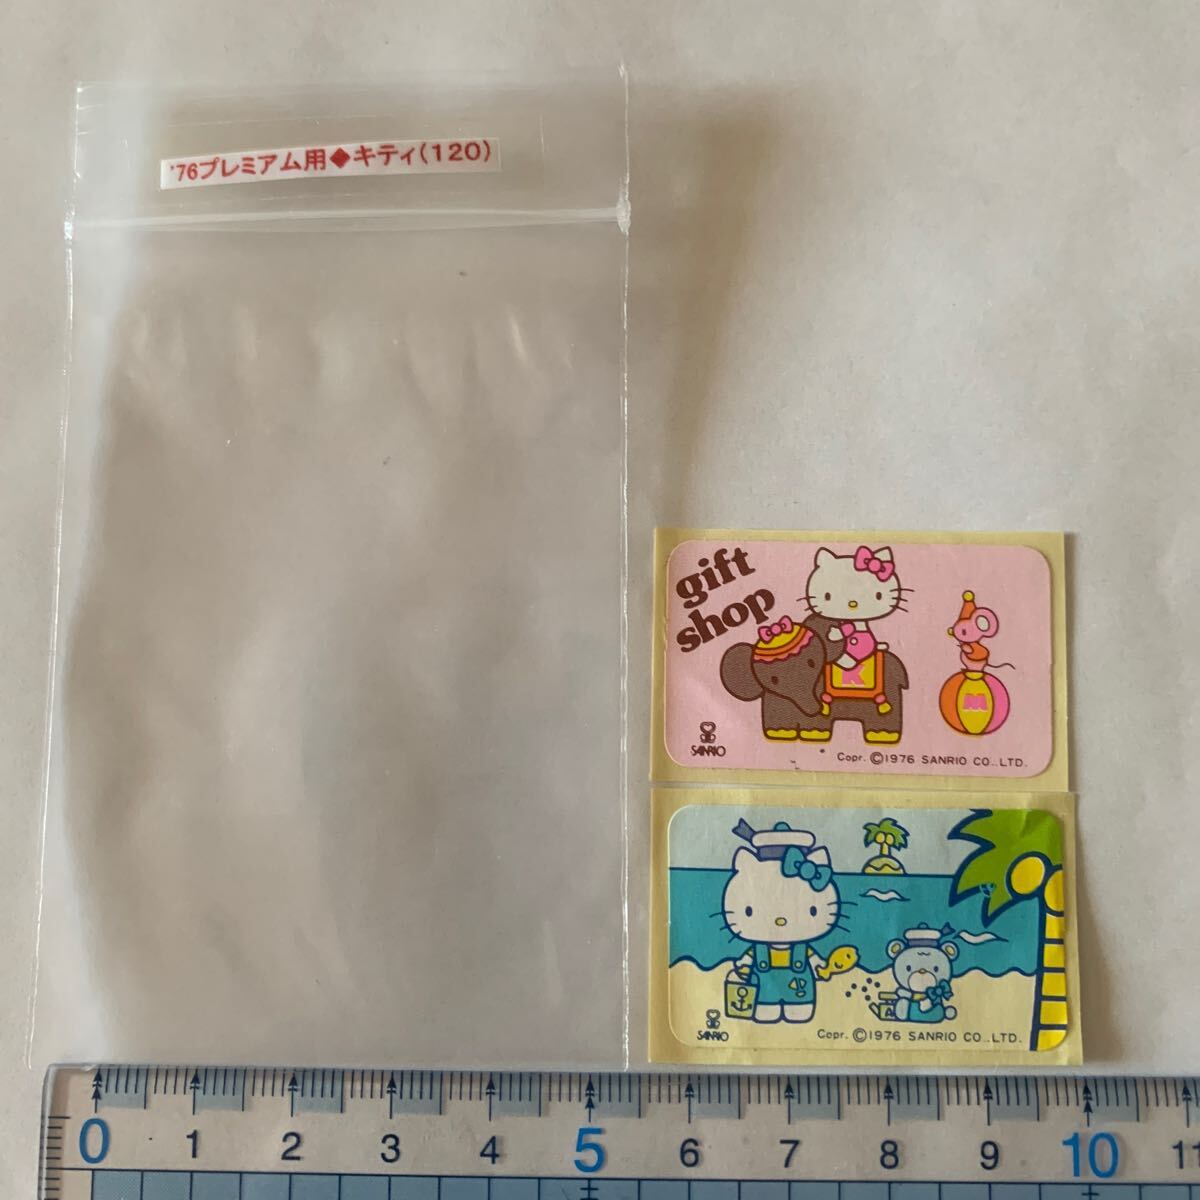 '76プレミアム用◆キティ(120)
gift
shop
K
M
SANRIO
Copr. ©1976 SANRIO CO.,LTD.
A
SANRIO
Copr. ©1976 SANRIO CO.,LTD.
0 1 2 3 4 5 6 7 8 9 10 11